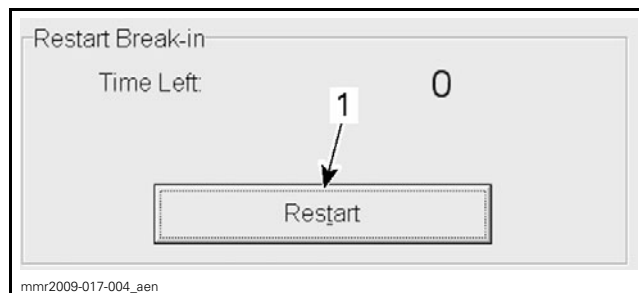 Restart Break-in
Time Left: 0
1
Restart
mmr2009-017-004_aen